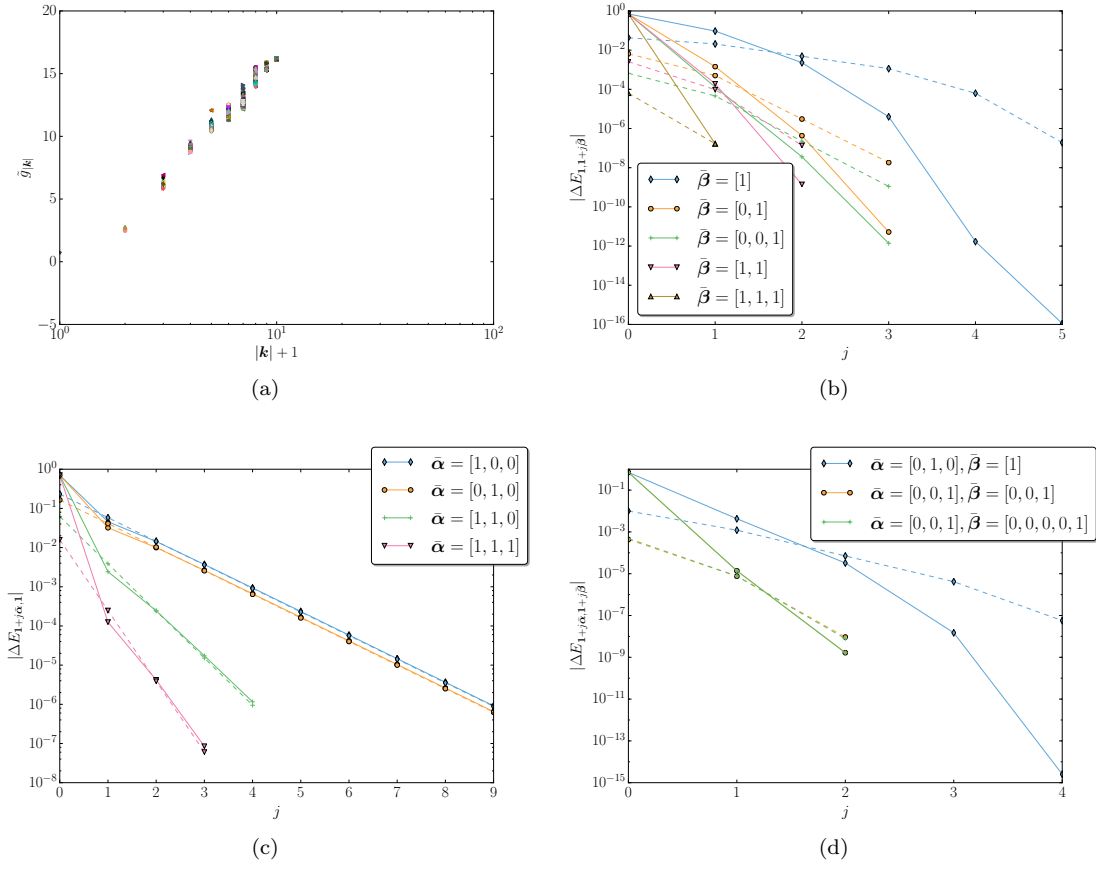 20
15
10
5
0
−5
10^0
10^1
10^2
g̃_{|k|}
|k| + 1
(a)
10^0
10^{-2}
10^{-4}
10^{-6}
10^{-8}
10^{-10}
10^{-12}
10^{-14}
10^{-16}
0 1 2 3 4 5
|ΔE_{1,1+jβ̄}|
j
β̄ = [1]
β̄ = [0, 1]
β̄ = [0, 0, 1]
β̄ = [1, 1]
β̄ = [1, 1, 1]
(b)
10^0
10^{-1}
10^{-2}
10^{-3}
10^{-4}
10^{-5}
10^{-6}
10^{-7}
10^{-8}
0 1 2 3 4 5 6 7 8 9
|ΔE_{1+jᾱ,1}|
j
ᾱ = [1, 0, 0]
ᾱ = [0, 1, 0]
ᾱ = [1, 1, 0]
ᾱ = [1, 1, 1]
(c)
10^{-1}
10^{-3}
10^{-5}
10^{-7}
10^{-9}
10^{-11}
10^{-13}
10^{-15}
0 1 2 3 4
|ΔE_{1+jᾱ,1+jβ̄}|
j
ᾱ = [0, 1, 0], β̄ = [1]
ᾱ = [0, 0, 1], β̄ = [0, 0, 1]
ᾱ = [0, 0, 1], β̄ = [0, 0, 0, 0, 1]
(d)